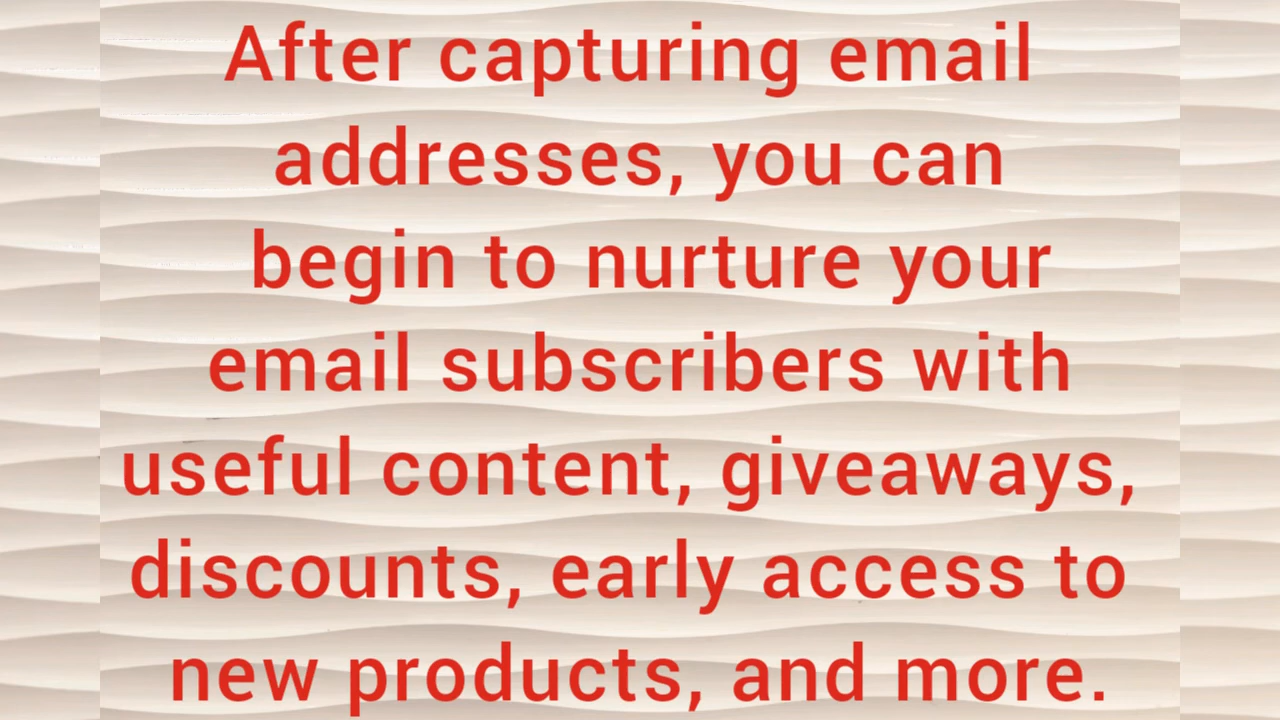 After capturing email
addresses, you can
begin to nurture your
email subscribers with
useful content, giveaways,
discounts, early access to
new products, and more.